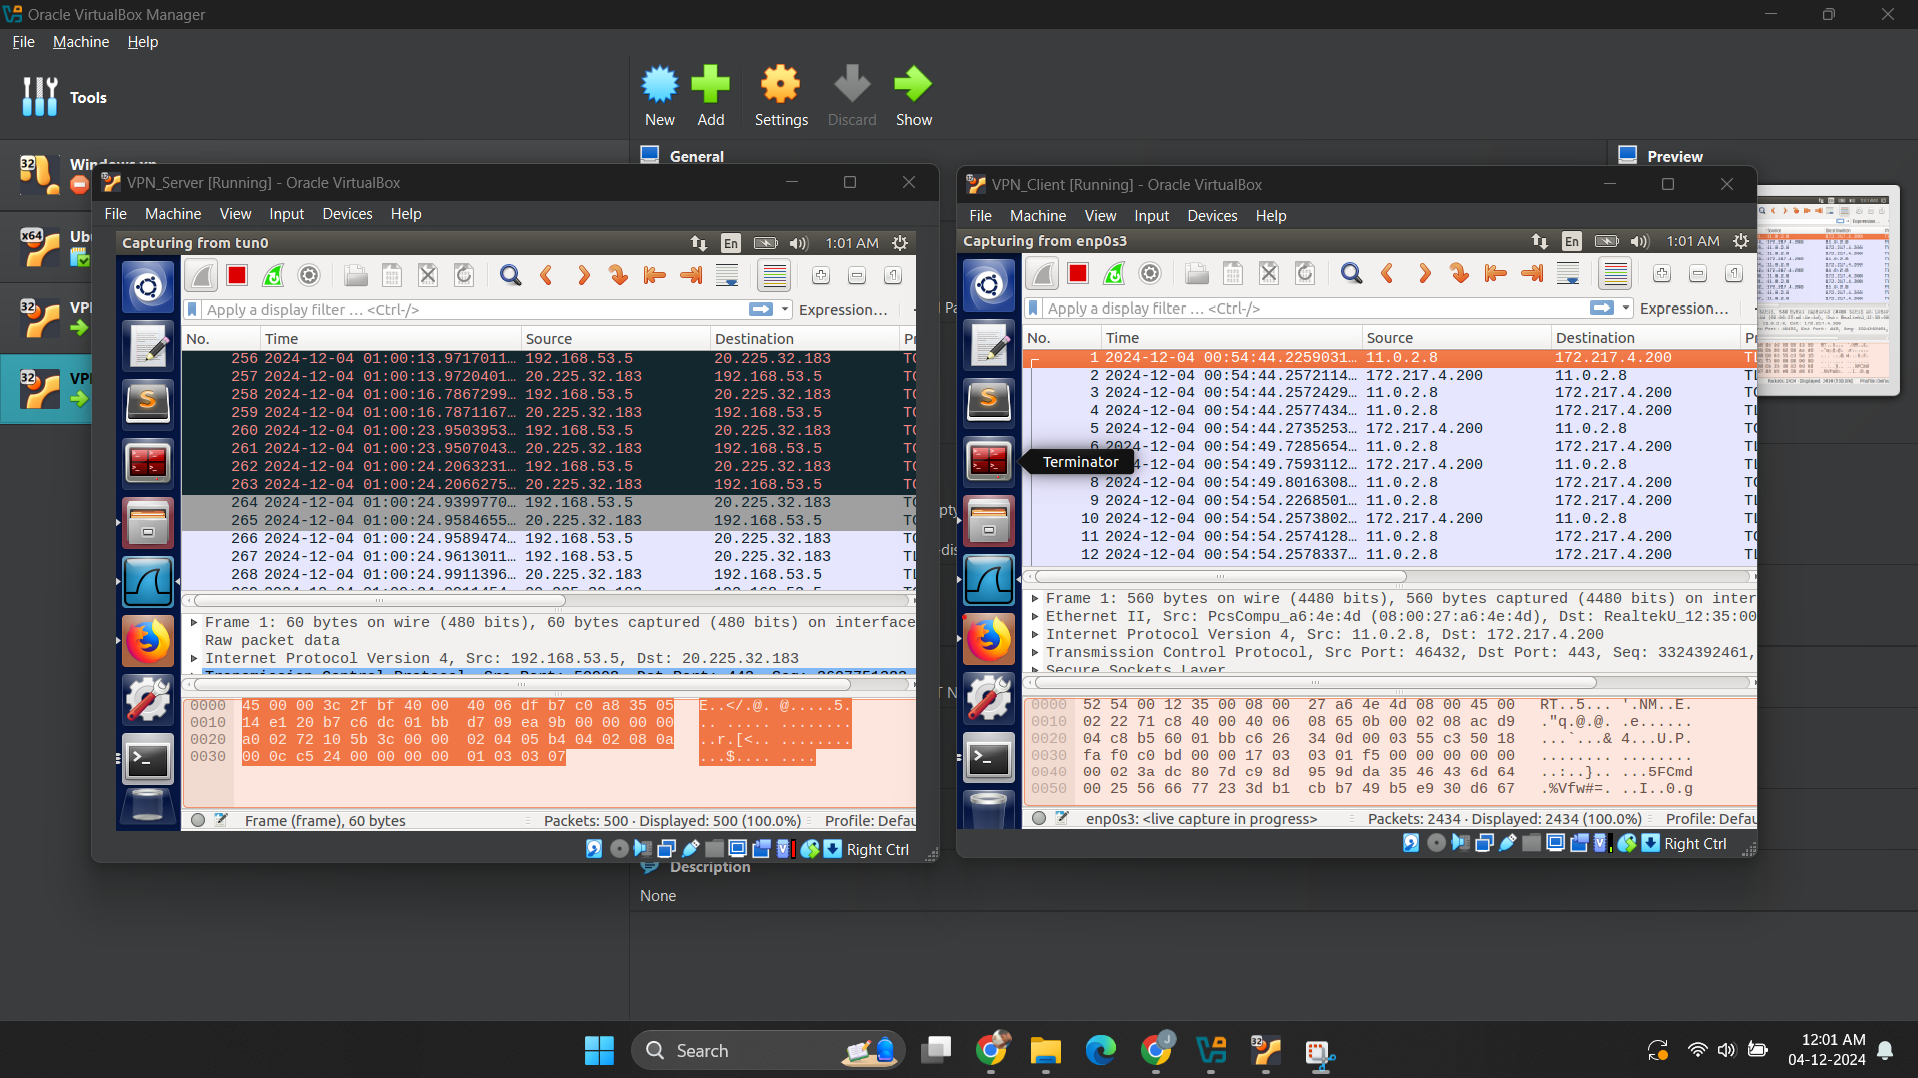 Oracle VirtualBox Manager
File Machine Help
Tools
New Add Settings Discard Show
General
Preview
32
x64
Ub
32
32
VPN_Server [Running] - Oracle VirtualBox
File Machine View Input Devices Help
Capturing from tun0 En 1:01 AM
Apply a display filter … <Ctrl-/> Expression…
No. Time Source Destination
256 2024-12-04 01:00:13.9717011… 192.168.53.5 20.225.32.183 TC
257 2024-12-04 01:00:13.9720401… 20.225.32.183 192.168.53.5 TC
258 2024-12-04 01:00:16.7867299… 192.168.53.5 20.225.32.183 TC
259 2024-12-04 01:00:16.7871167… 20.225.32.183 192.168.53.5 TC
260 2024-12-04 01:00:23.9503953… 192.168.53.5 20.225.32.183 TC
261 2024-12-04 01:00:23.9507043… 20.225.32.183 192.168.53.5 TC
262 2024-12-04 01:00:24.2063231… 192.168.53.5 20.225.32.183 TC
263 2024-12-04 01:00:24.2066275… 20.225.32.183 192.168.53.5 TC
264 2024-12-04 01:00:24.9399770… 192.168.53.5 20.225.32.183 TC
265 2024-12-04 01:00:24.9584655… 20.225.32.183 192.168.53.5 TC
266 2024-12-04 01:00:24.9589474… 192.168.53.5 20.225.32.183 TC
267 2024-12-04 01:00:24.9613011… 192.168.53.5 20.225.32.183 TL
268 2024-12-04 01:00:24.9911396… 20.225.32.183 192.168.53.5 TL
Frame 1: 60 bytes on wire (480 bits), 60 bytes captured (480 bits) on interface
Raw packet data
Internet Protocol Version 4, Src: 192.168.53.5, Dst: 20.225.32.183
0000 45 00 00 3c 2f bf 40 00 40 06 df b7 c0 a8 35 05 E..</.@. @.....5.
0010 14 e1 20 b7 c6 dc 01 bb d7 09 ea 9b 00 00 00 00 .. ..... ........
0020 a0 02 72 10 5b 3c 00 00 02 04 05 b4 04 02 08 0a ..r.[<.. ........
0030 00 0c c5 24 00 00 00 00 01 03 03 07 ...$.... ....
Frame (frame), 60 bytes Packets: 500 · Displayed: 500 (100.0%) Profile: Defau
Right Ctrl
VPN_Client [Running] - Oracle VirtualBox
File Machine View Input Devices Help
Capturing from enp0s3 En 1:01 AM
Apply a display filter … <Ctrl-/> Expression…
No. Time Source Destination
1 2024-12-04 00:54:44.2259031… 11.0.2.8 172.217.4.200 TL
2 2024-12-04 00:54:44.2572114… 172.217.4.200 11.0.2.8 TL
3 2024-12-04 00:54:44.2572429… 11.0.2.8 172.217.4.200 TC
4 2024-12-04 00:54:44.2577434… 11.0.2.8 172.217.4.200 TL
5 2024-12-04 00:54:44.2735253… 172.217.4.200 11.0.2.8 TC
6 2024-12-04 00:54:49.7285654… 11.0.2.8 172.217.4.200 TL
Terminator
-12-04 00:54:49.7593112… 172.217.4.200 11.0.2.8 TL
8 2024-12-04 00:54:49.8016308… 11.0.2.8 172.217.4.200 TC
9 2024-12-04 00:54:54.2268501… 11.0.2.8 172.217.4.200 TL
10 2024-12-04 00:54:54.2573802… 172.217.4.200 11.0.2.8 TL
11 2024-12-04 00:54:54.2574128… 11.0.2.8 172.217.4.200 TC
12 2024-12-04 00:54:54.2578337… 11.0.2.8 172.217.4.200 TL
Frame 1: 560 bytes on wire (4480 bits), 560 bytes captured (4480 bits) on inter
Ethernet II, Src: PcsCompu_a6:4e:4d (08:00:27:a6:4e:4d), Dst: RealtekU_12:35:00
Internet Protocol Version 4, Src: 11.0.2.8, Dst: 172.217.4.200
Transmission Control Protocol, Src Port: 46432, Dst Port: 443, Seq: 3324392461,
Secure Sockets Layer
0000 52 54 00 12 35 00 08 00 27 a6 4e 4d 08 00 45 00 RT..5... '.NM..E.
0010 02 22 71 c8 40 00 40 06 08 65 0b 00 02 08 ac d9 ."q.@.@. .e......
0020 04 c8 b5 60 01 bb c6 26 34 0d 00 03 55 c3 50 18 ...`...& 4...U.P.
0030 fa f0 c0 bd 00 00 17 03 03 01 f5 00 00 00 00 00 ........ ........
0040 00 02 3a dc 80 7d c9 8d 95 9d da 35 46 43 6d 64 ..:..}.. ...5FCmd
0050 00 25 56 66 77 23 3d b1 cb b7 49 b5 e9 30 d6 67 .%Vfw#=. ..I..0.g
enp0s3: <live capture in progress> Packets: 2434 · Displayed: 2434 (100.0%) Profile: Defau
Right Ctrl
Description
None
Search
12:01 AM
04-12-2024